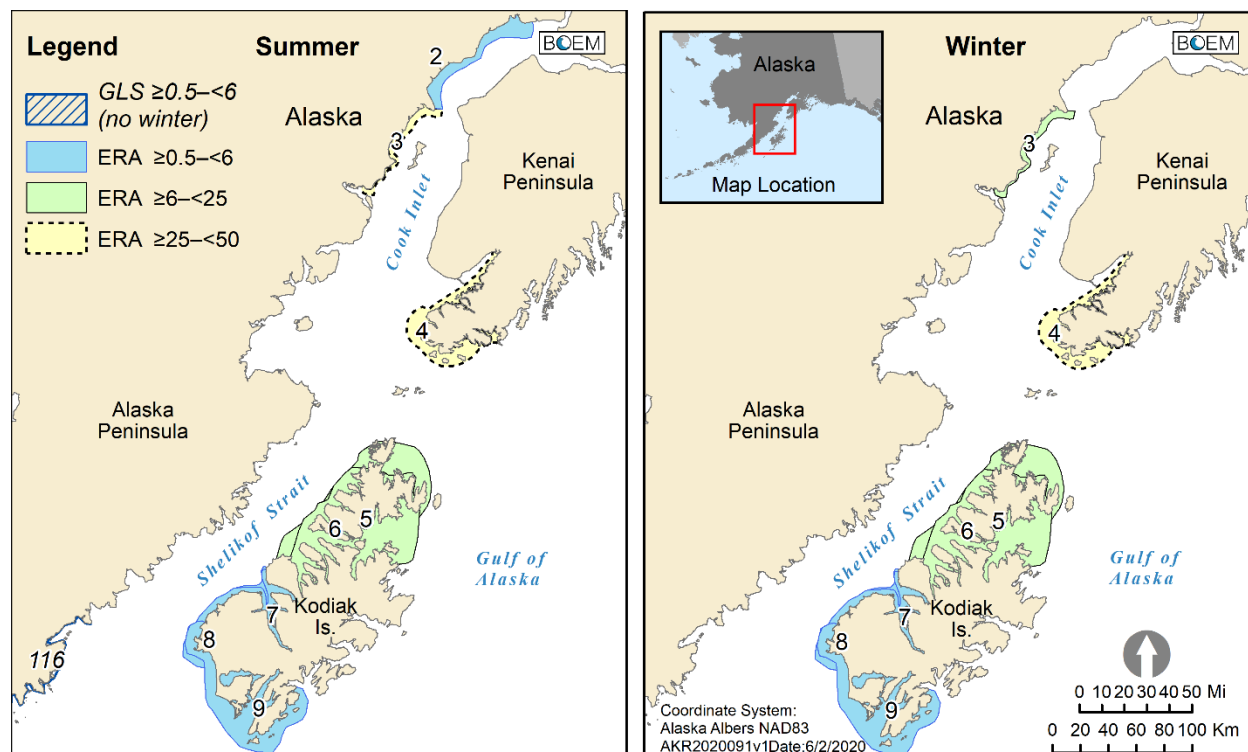 Legend
Summer
BOEM
GLS ≥0.5–<6
(no winter)
ERA ≥0.5–<6
ERA ≥6–<25
ERA ≥25–<50
2
Alaska
3
Kenai
Peninsula
Cook Inlet
4
Alaska
Peninsula
Shelikof Strait
6
5
Gulf of
Alaska
7
Kodiak
Is.
8
116
9
Alaska
Map Location
Winter
BOEM
Alaska
3
Kenai
Peninsula
Cook Inlet
4
Alaska
Peninsula
Shelikof Strait
6
5
Gulf of
Alaska
7
Kodiak
Is.
8
9
0 10 20 30 40 50 Mi
0 20 40 60 80 100 Km
Coordinate System:
Alaska Albers NAD83
AKR2020091v1Date:6/2/2020